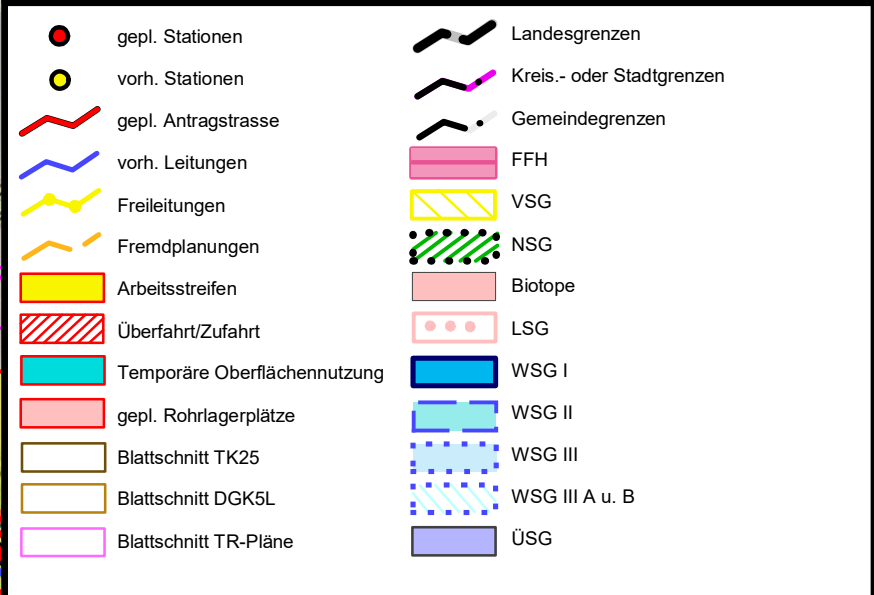 gepl. Stationen
vorh. Stationen
gepl. Antragstrasse
vorh. Leitungen
Freileitungen
Fremdplanungen
Arbeitsstreifen
Überfahrt/Zufahrt
Temporäre Oberflächennutzung
gepl. Rohrlagerplätze
Blattschnitt TK25
Blattschnitt DGK5L
Blattschnitt TR-Pläne
Landesgrenzen
Kreis.- oder Stadtgrenzen
Gemeindegrenzen
FFH
VSG
NSG
Biotope
LSG
WSG I
WSG II
WSG III
WSG III A u. B
ÜSG